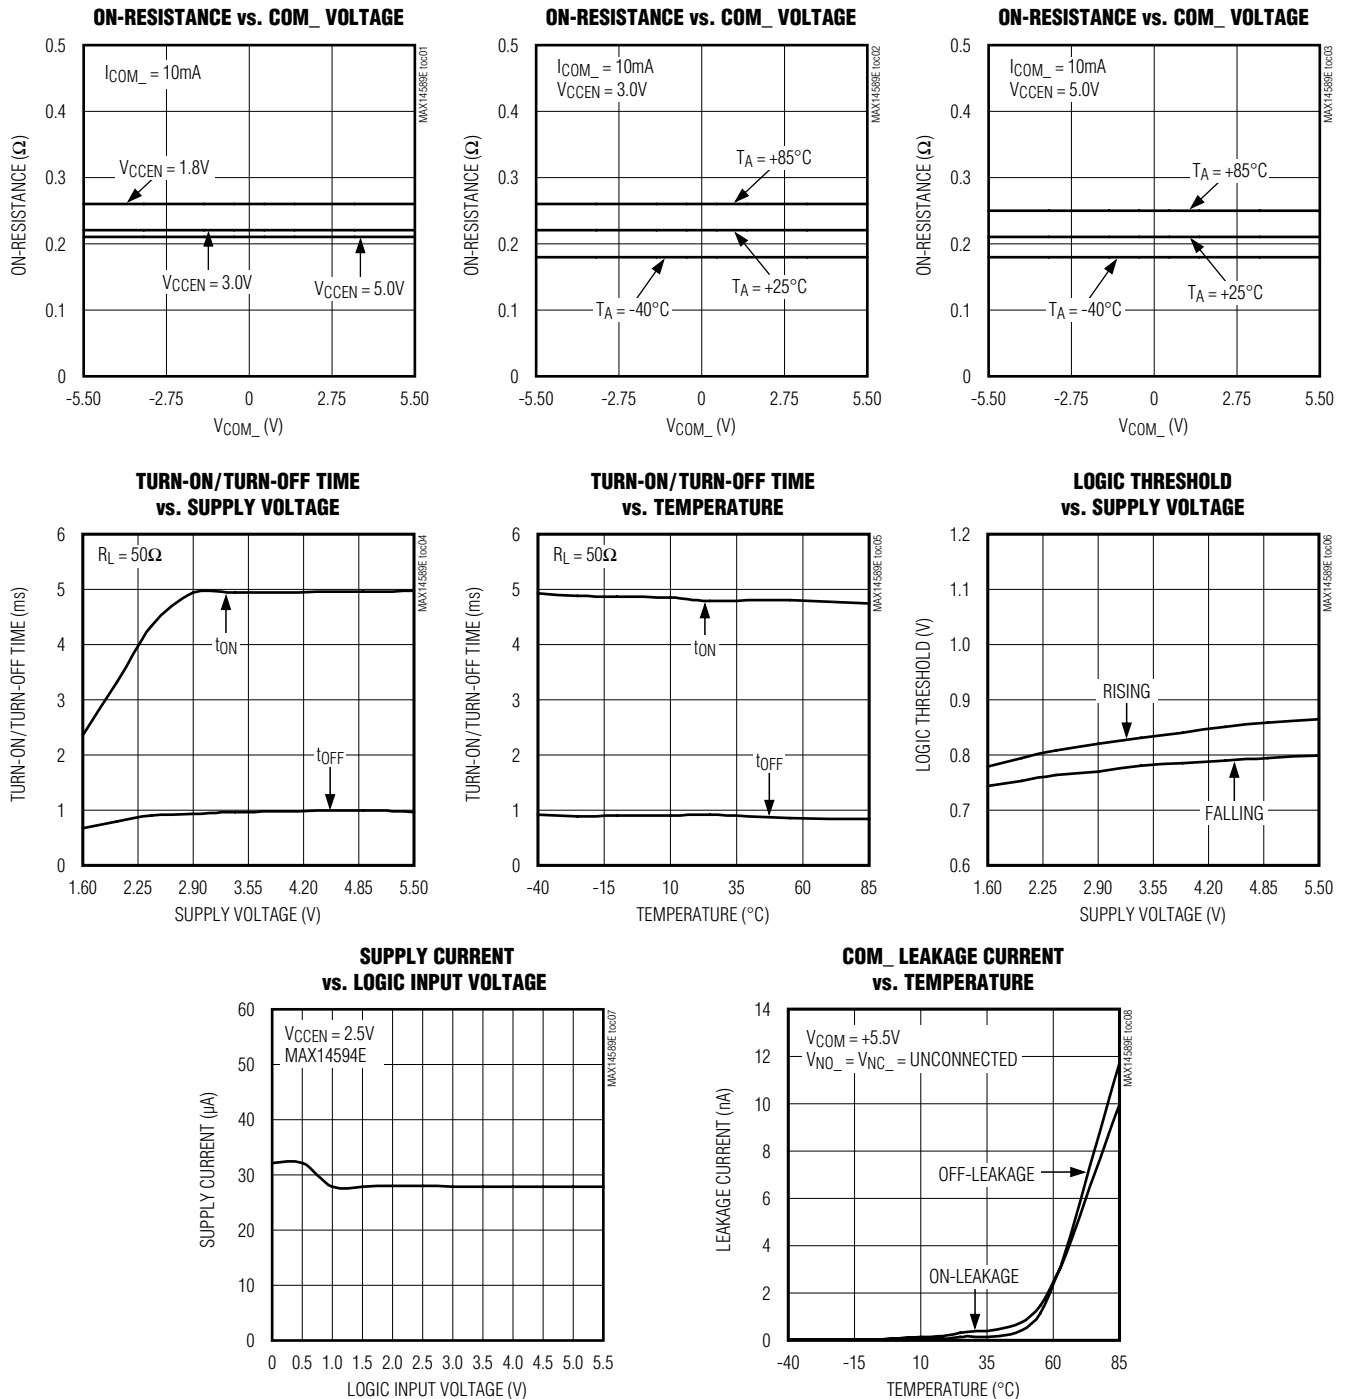 ON-RESISTANCE vs. COM_ VOLTAGE
MAX14589E toc01
ICOM_ = 10mA
VCCEN = 1.8V
VCCEN = 3.0V
VCCEN = 5.0V
ON-RESISTANCE (Ω)
0.5
0.4
0.3
0.2
0.1
0
-5.50 -2.75 0 2.75 5.50
VCOM_ (V)
ON-RESISTANCE vs. COM_ VOLTAGE
MAX14589E toc02
ICOM_ = 10mA
VCCEN = 3.0V
TA = +85°C
TA = +25°C
TA = -40°C
ON-RESISTANCE (Ω)
0.5
0.4
0.3
0.2
0.1
0
-5.50 -2.75 0 2.75 5.50
VCOM_ (V)
ON-RESISTANCE vs. COM_ VOLTAGE
MAX14589E toc03
ICOM_ = 10mA
VCCEN = 5.0V
TA = +85°C
TA = +25°C
TA = -40°C
ON-RESISTANCE (Ω)
0.5
0.4
0.3
0.2
0.1
0
-5.50 -2.75 0 2.75 5.50
VCOM_ (V)
TURN-ON/TURN-OFF TIME
vs. SUPPLY VOLTAGE
MAX14589E toc04
RL = 50Ω
tON
tOFF
TURN-ON/TURN-OFF TIME (ms)
6
5
4
3
2
1
0
1.60 2.25 2.90 3.55 4.20 4.85 5.50
SUPPLY VOLTAGE (V)
TURN-ON/TURN-OFF TIME
vs. TEMPERATURE
MAX14589E toc05
RL = 50Ω
tON
tOFF
TURN-ON/TURN-OFF TIME (ms)
6
5
4
3
2
1
0
-40 -15 10 35 60 85
TEMPERATURE (°C)
LOGIC THRESHOLD
vs. SUPPLY VOLTAGE
MAX14589E toc06
RISING
FALLING
LOGIC THRESHOLD (V)
1.2
1.1
1.0
0.9
0.8
0.7
0.6
1.60 2.25 2.90 3.55 4.20 4.85 5.50
SUPPLY VOLTAGE (V)
SUPPLY CURRENT
vs. LOGIC INPUT VOLTAGE
MAX14589E toc07
VCCEN = 2.5V
MAX14594E
SUPPLY CURRENT (µA)
60
50
40
30
20
10
0
0 0.5 1.0 1.5 2.0 2.5 3.0 3.5 4.0 4.5 5.0 5.5
LOGIC INPUT VOLTAGE (V)
COM_ LEAKAGE CURRENT
vs. TEMPERATURE
MAX14589E toc08
VCOM = +5.5V
VNO_ = VNC_ = UNCONNECTED
OFF-LEAKAGE
ON-LEAKAGE
LEAKAGE CURRENT (nA)
14
12
10
8
6
4
2
0
-40 -15 10 35 60 85
TEMPERATURE (°C)